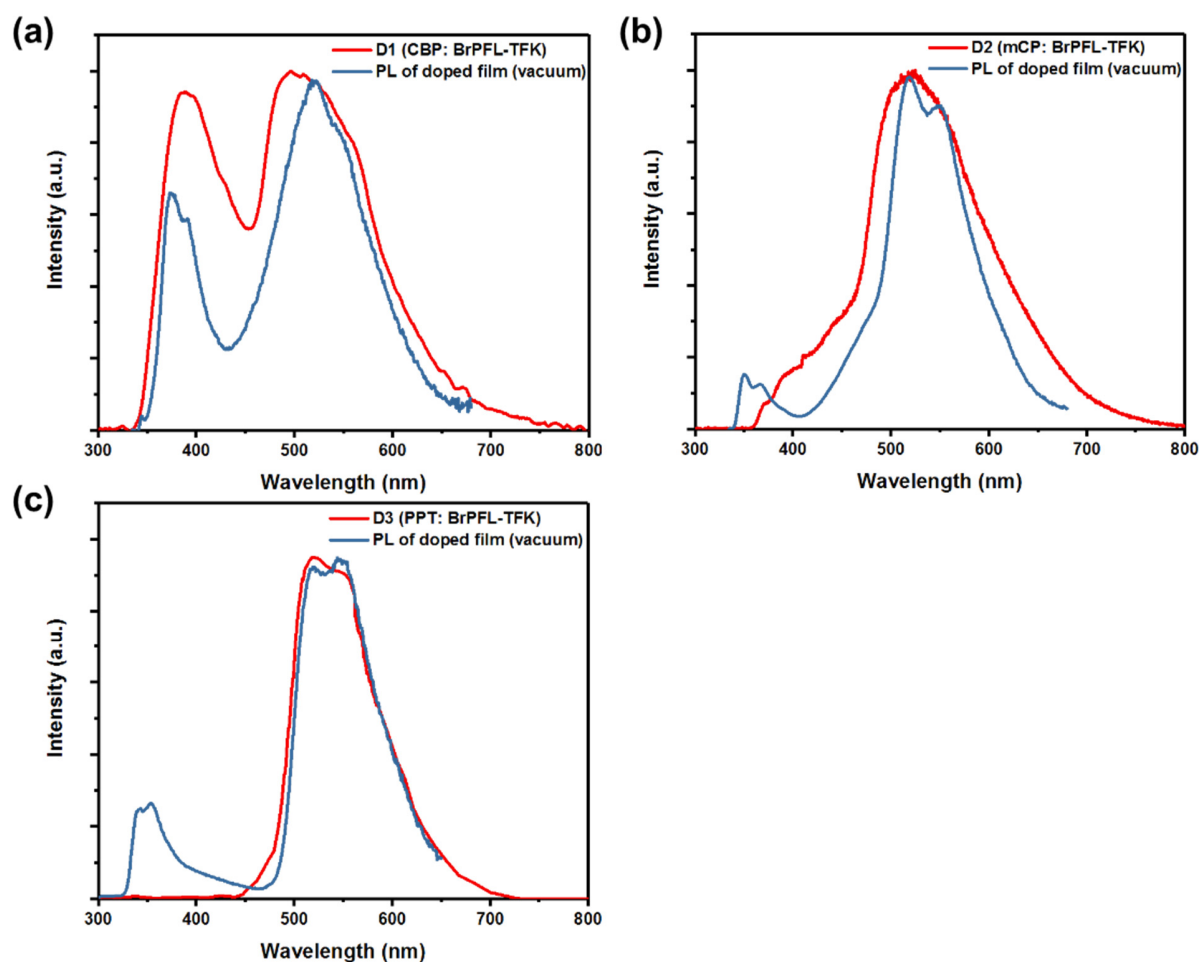 (a)
D1 (CBP: BrPFL-TFK)
PL of doped film (vacuum)
Intensity (a.u.)
300 400 500 600 700 800
Wavelength (nm)
(b)
D2 (mCP: BrPFL-TFK)
PL of doped film (vacuum)
Intensity (a.u.)
300 400 500 600 700 800
Wavelength (nm)
(c)
D3 (PPT: BrPFL-TFK)
PL of doped film (vacuum)
Intensity (a.u.)
300 400 500 600 700 800
Wavelength (nm)